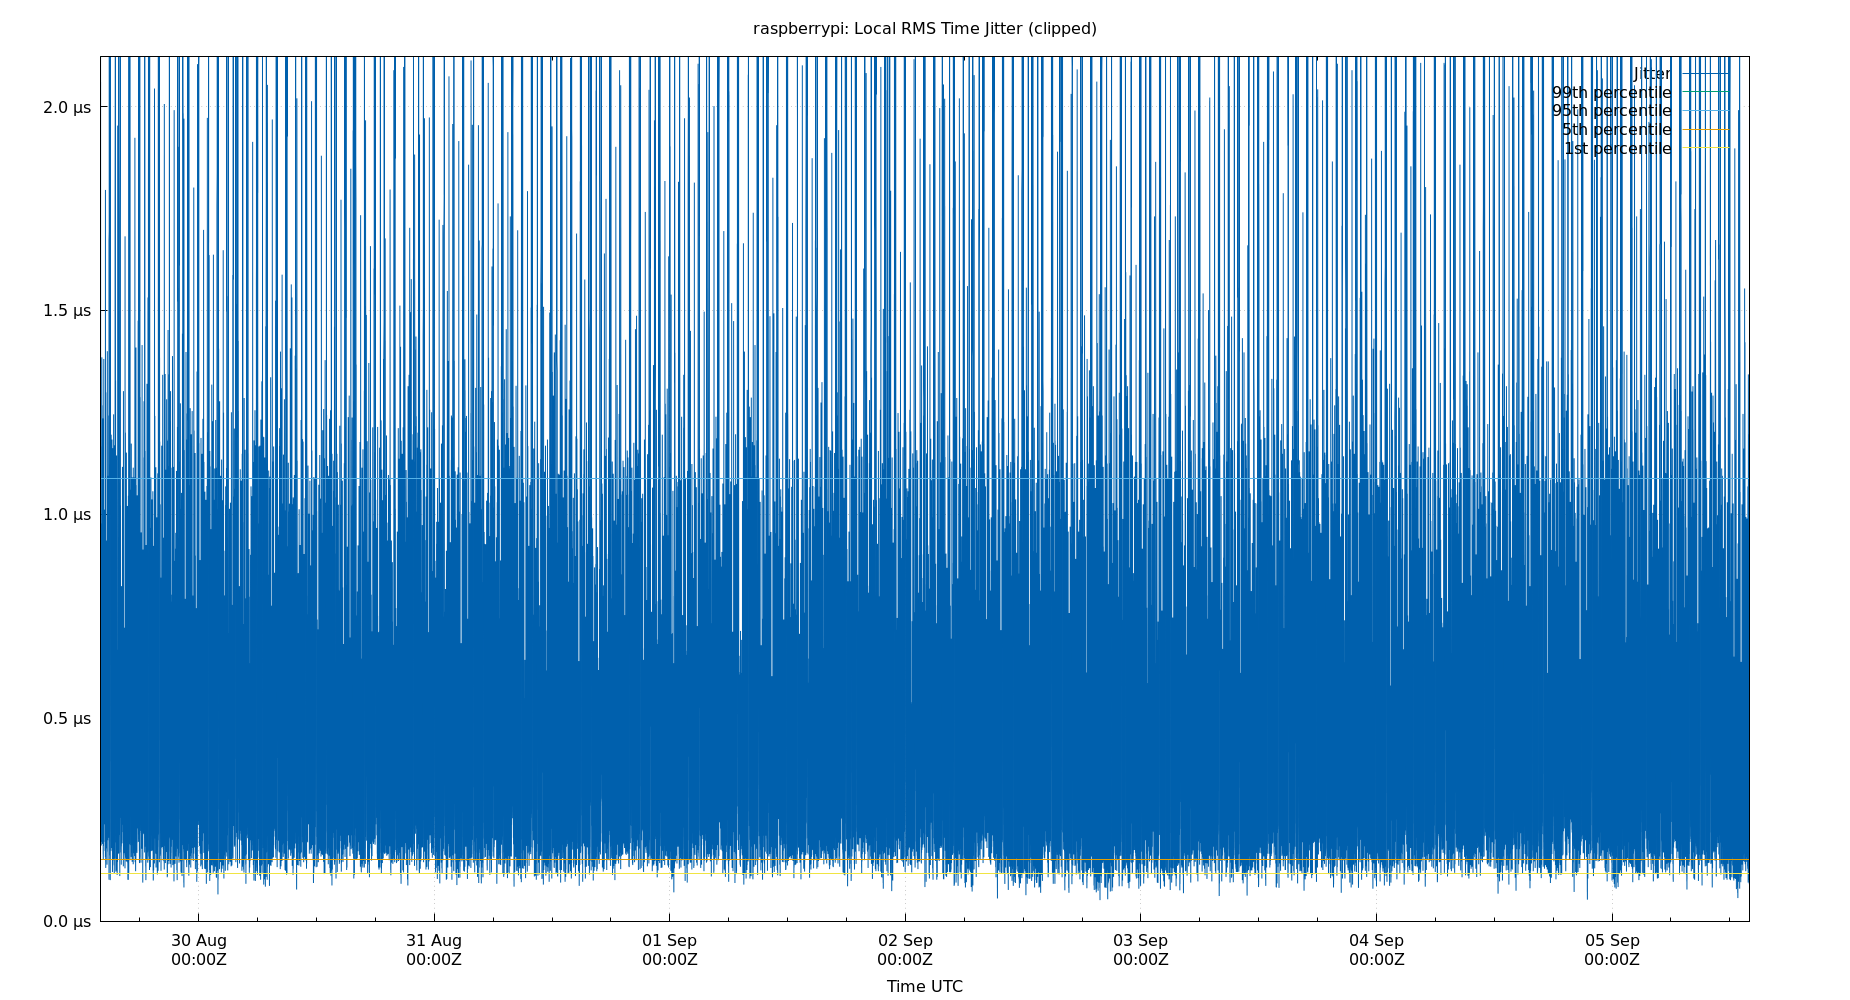 raspberrypi: Local RMS Time Jitter (clipped)
Jitter
99th percentile
95th percentile
5th percentile
1st percentile
2.0 µs
1.5 µs
1.0 µs
0.5 µs
0.0 µs
30 Aug
00:00Z
31 Aug
00:00Z
01 Sep
00:00Z
02 Sep
00:00Z
03 Sep
00:00Z
04 Sep
00:00Z
05 Sep
00:00Z
Time UTC